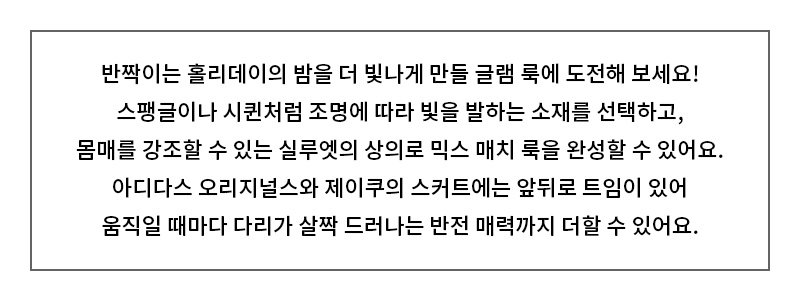 반짝이는 홀리데이의 밤을 더 빛나게 만들 글램 룩에 도전해 보세요!
스팽글이나 시퀸처럼 조명에 따라 빛을 발하는 소재를 선택하고,
몸매를 강조할 수 있는 실루엣의 상의로 믹스 매치 룩을 완성할 수 있어요.
아디다스 오리지널스와 제이쿠의 스커트에는 앞뒤로 트임이 있어
움직일 때마다 다리가 살짝 드러나는 반전 매력까지 더할 수 있어요.